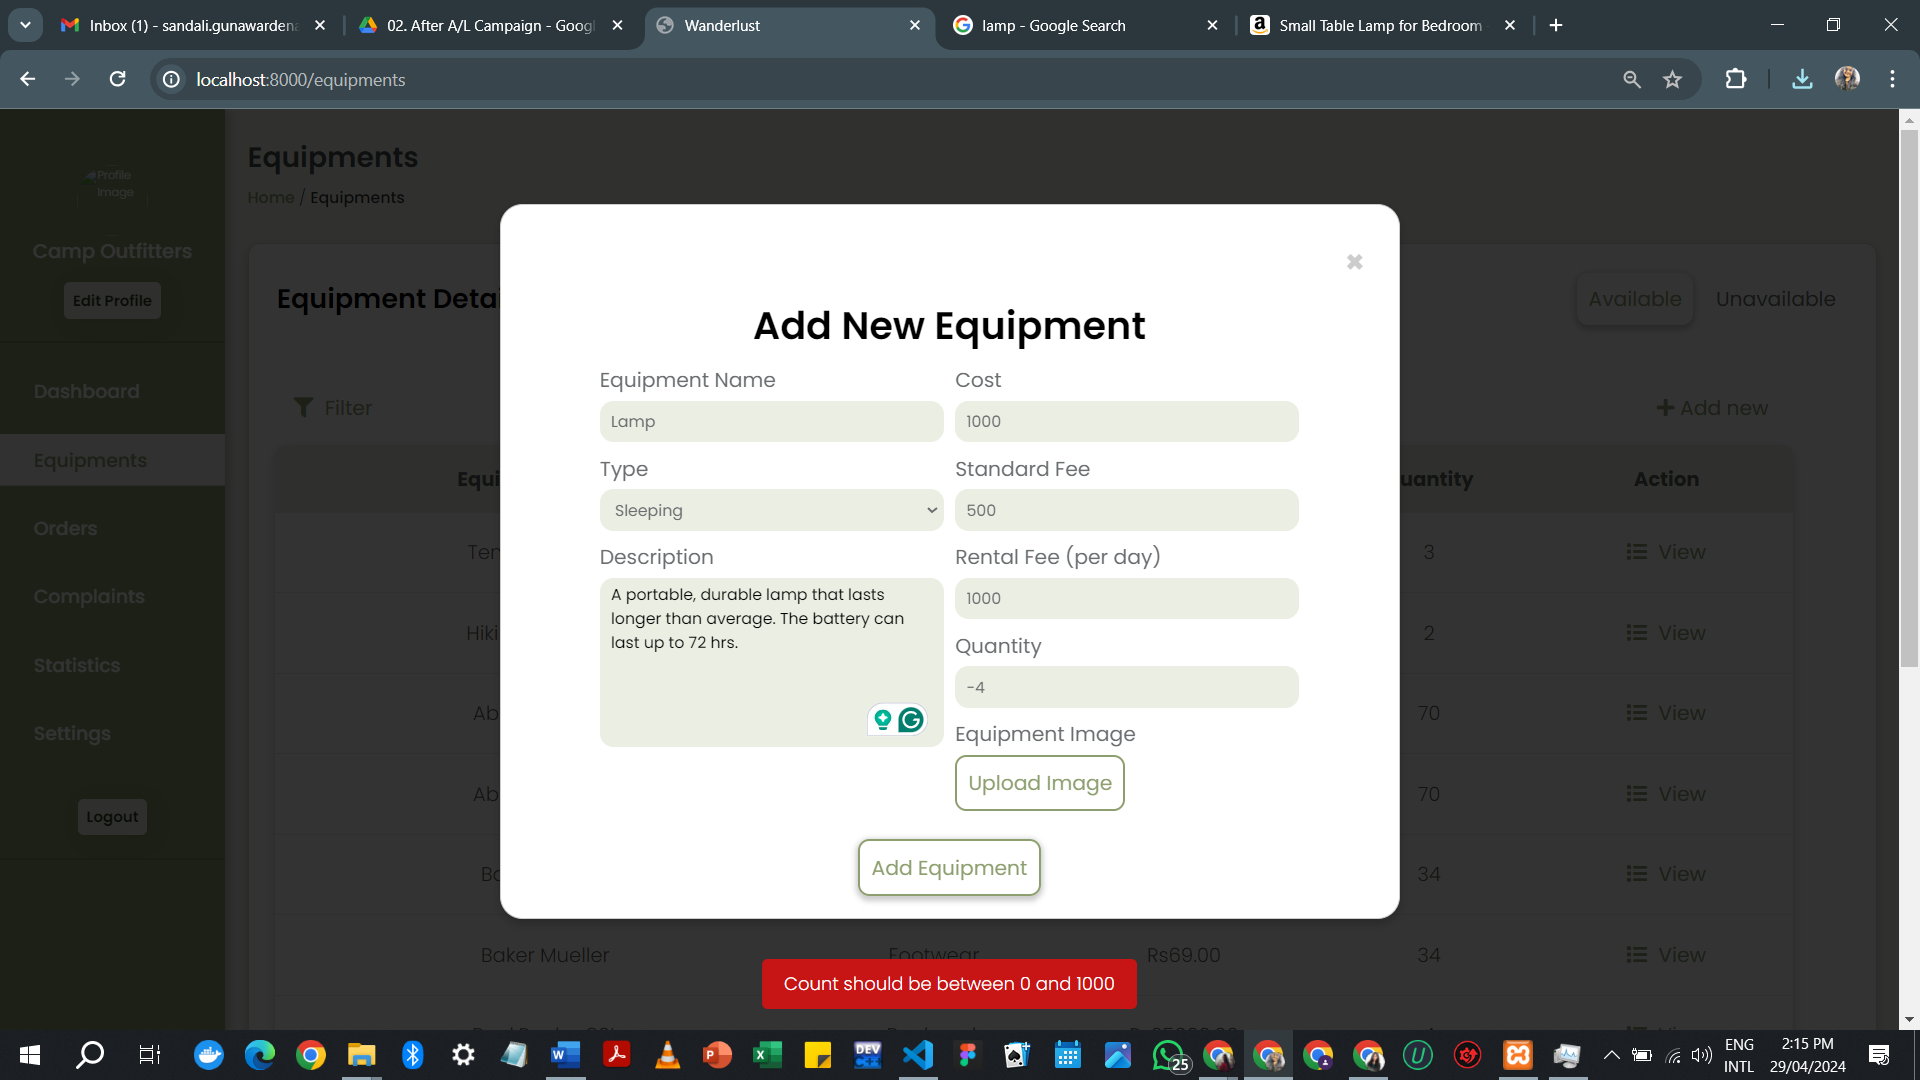 Inbox (1) - sandali.gunawardena
02. After A/L Campaign - Googl
Wanderlust
lamp - Google Search
Small Table Lamp for Bedroom
localhost:8000/equipments
Profile
Image
Camp Outfitters
Edit Profile
Dashboard
Equipments
Orders
Complaints
Statistics
Settings
Logout
Equipments
Home / Equipments
Equipment Detai
Available
Unavailable
Filter
+ Add new
Equi
uantity
Action
Ten
3
View
Hiki
2
View
Ab
70
View
Ab
70
View
Ba
34
View
Baker Mueller
Footwear
Rs69.00
34
View
Add New Equipment
Equipment Name
Cost
Lamp
1000
Type
Standard Fee
Sleeping
500
Description
Rental Fee (per day)
A portable, durable lamp that lasts
longer than average. The battery can
last up to 72 hrs.
1000
Quantity
-4
Equipment Image
Upload Image
Add Equipment
Count should be between 0 and 1000
DEV
C++
25
ENG
INTL
2:15 PM
29/04/2024